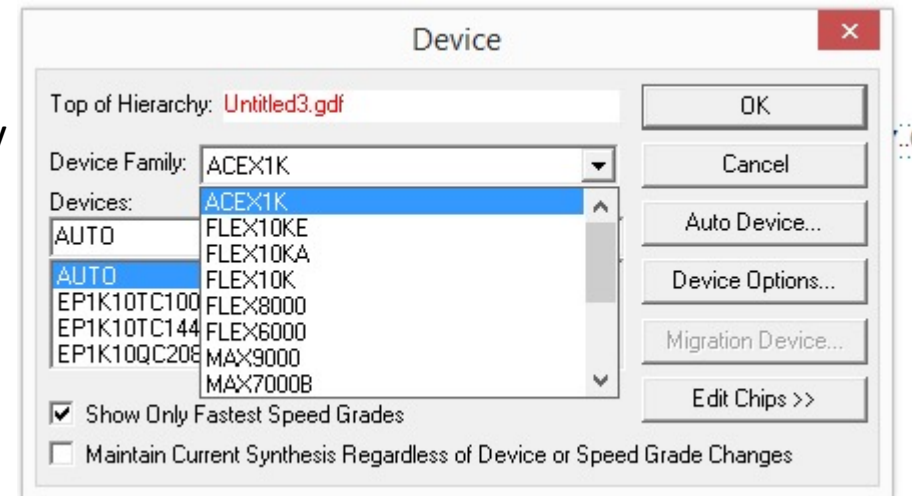 Device
Top of Hierarchy: Untitled3.gdf
OK
Device Family: ACEX1K
Cancel
Devices:
AUTO
ACEX1K
FLEX10KE
FLEX10KA
FLEX10K
FLEX8000
FLEX6000
MAX9000
MAX7000B
AUTO
EP1K10TC100
EP1K10TC144
EP1K10QC208
Auto Device...
Device Options...
Migration Device...
Edit Chips >>
Show Only Fastest Speed Grades
Maintain Current Synthesis Regardless of Device or Speed Grade Changes